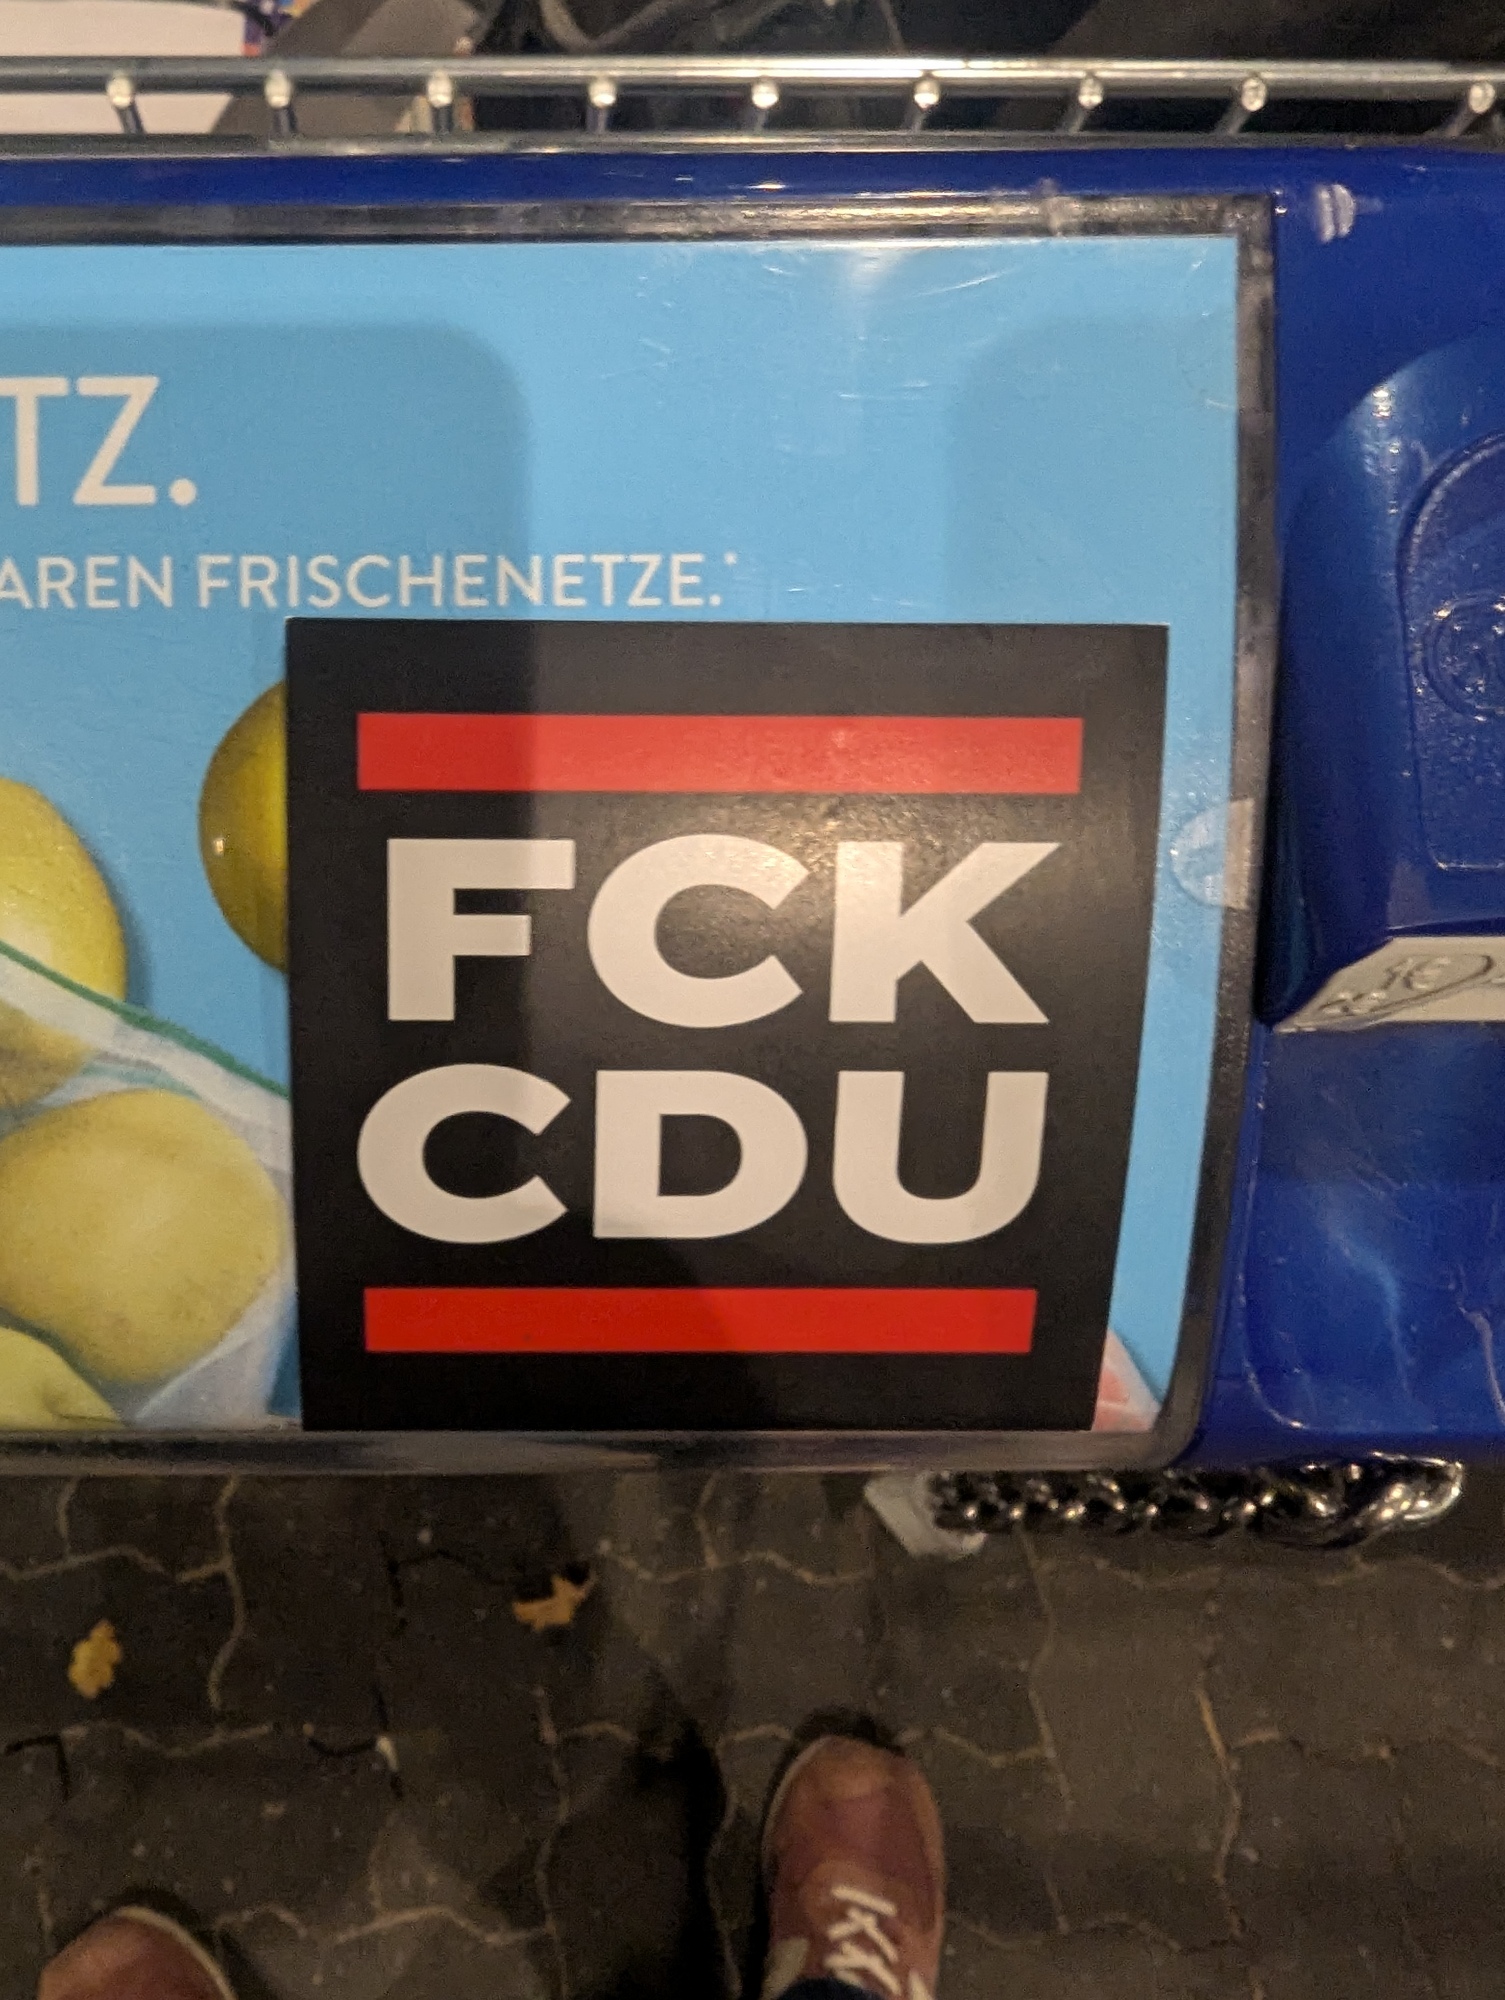 TZ.
AREN FRISCHENETZE.*
FCK
CDU